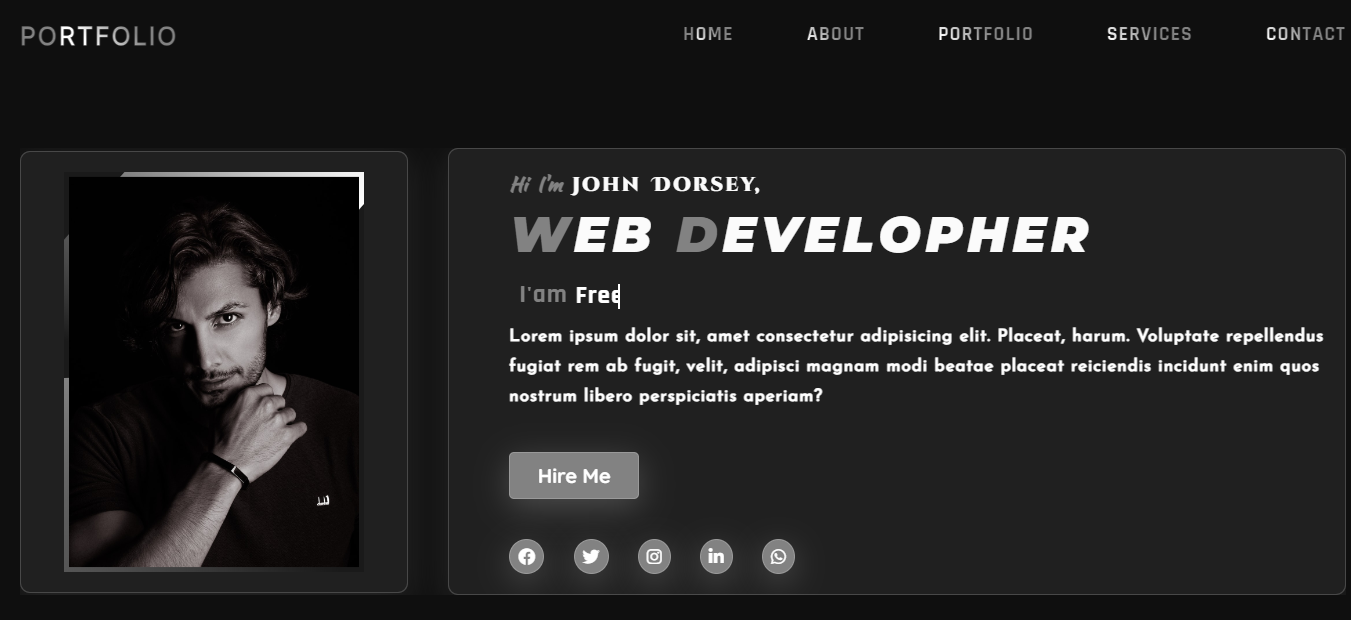 PORTFOLIO
HOME ABOUT PORTFOLIO SERVICES CONTACT
Hi I'm JOHN DORSEY,
WEB DEVELOPHER
I'am Free
Lorem ipsum dolor sit, amet consectetur adipisicing elit. Placeat, harum. Voluptate repellendus
fugiat rem ab fugit, velit, adipisci magnam modi beatae placeat reiciendis incidunt enim quos
nostrum libero perspiciatis aperiam?
Hire Me